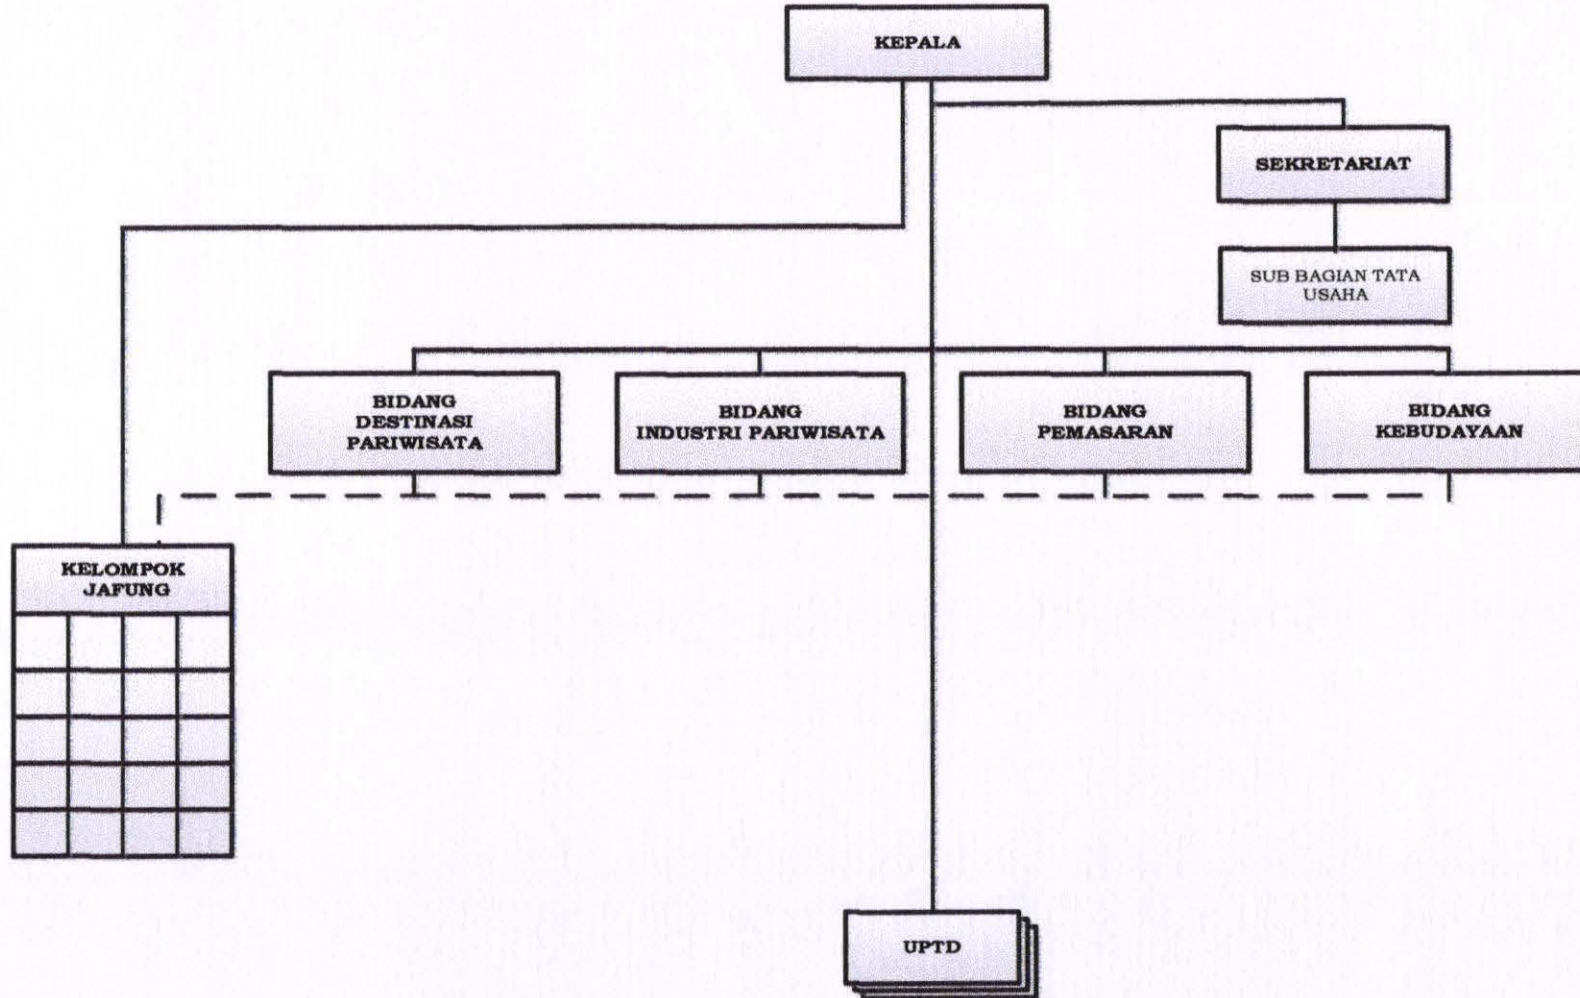 KEPALA
SEKRETARIAT
SUB BAGIAN TATA
USAHA
BIDANG
DESTINASI
PARIWISATA
BIDANG
INDUSTRI PARIWISATA
BIDANG
PEMASARAN
BIDANG
KEBUDAYAAN
KELOMPOK
JAFUNG
UPTD